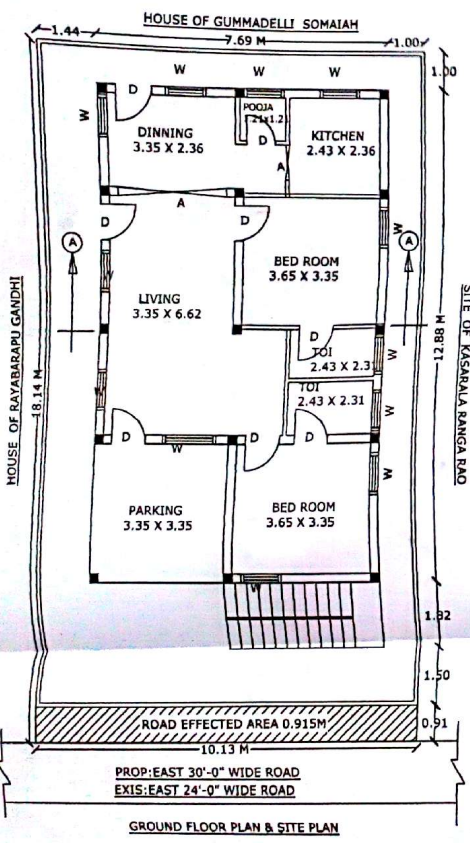 HOUSE OF GUMMADELLI SOMAIAH
1.44
7.69 M
1.00
1.00
W
W
W
D
W
POOJA
1.21x1.21
DINNING
3.35 X 2.36
KITCHEN
2.43 X 2.36
D
A
A
D
D
W
A
A
BED ROOM
3.65 X 3.35
LIVING
3.35 X 6.62
W
HOUSE OF RAYABARAPU GANDHI
18.14 M
12.88 M
SITE OF KASARALA RANGA RAO
D
TOI
2.43 X 2.31
W
TOI
2.43 X 2.31
W
W
D
D
D
W
W
PARKING
3.35 X 3.35
BED ROOM
3.65 X 3.35
W
1.82
1.50
ROAD EFFECTED AREA 0.915M
0.91
10.13 M
PROP:EAST 30'-0" WIDE ROAD
EXIS:EAST 24'-0" WIDE ROAD
GROUND FLOOR PLAN & SITE PLAN